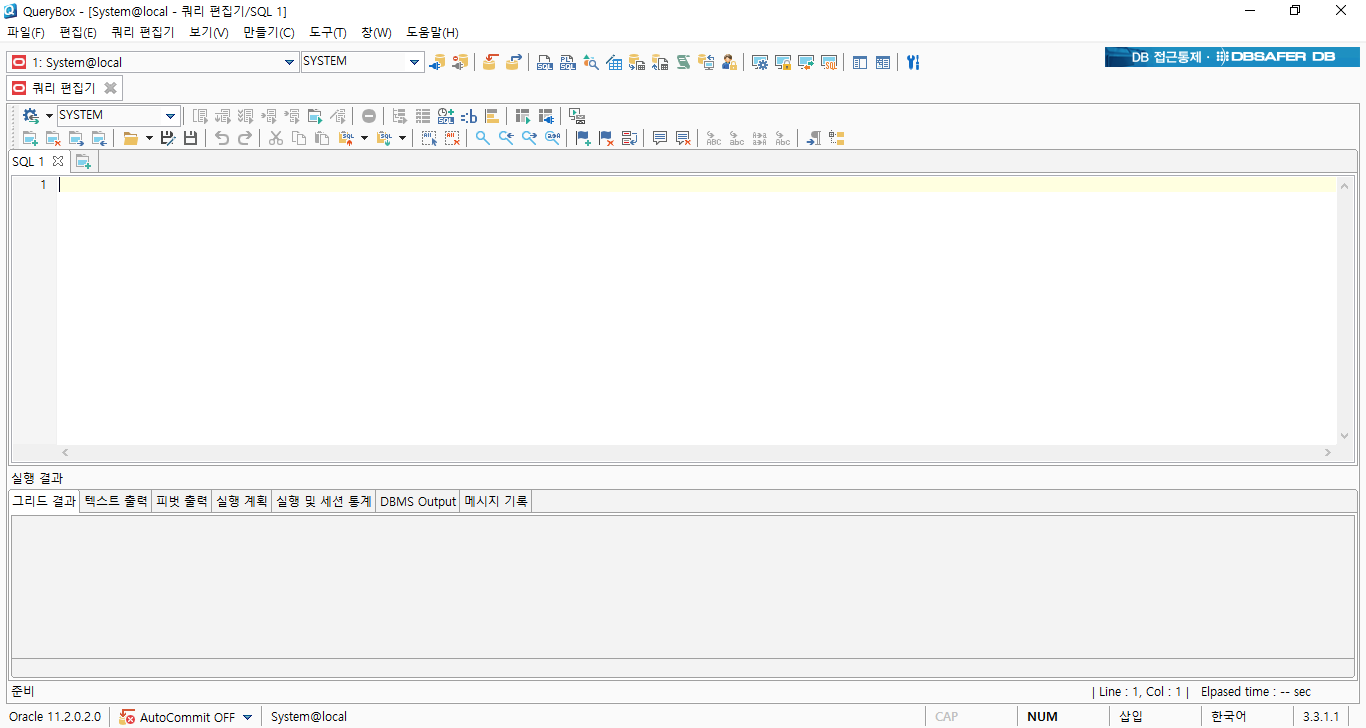 QueryBox - [System@local - 쿼리 편집기/SQL 1]
파일(F) 편집(E) 쿼리 편집기 보기(V) 만들기(C) 도구(T) 창(W) 도움말(H)
1: System@local SYSTEM
DB 접근통제 · DBSAFER DB
쿼리 편집기
SYSTEM
SQL 1
1
실행 결과
그리드 결과 텍스트 출력 피벗 출력 실행 계획 실행 및 세션 통계 DBMS Output 메시지 기록
준비 | Line : 1, Col : 1 | Elpased time : -- sec
Oracle 11.2.0.2.0 AutoCommit OFF System@local CAP NUM 삽입 한국어 3.3.1.1